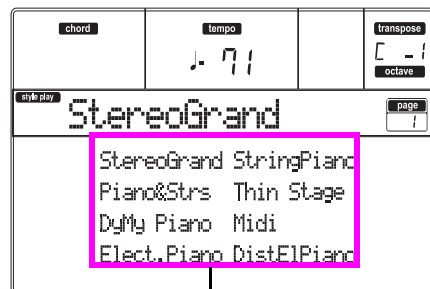 chord tempo transpose
♩. 71 C -1
octave
style play StereoGrand page
1
StereoGrand StringPiano
Piano&Strs Thin Stage
DyMy Piano Midi
Elect.Piano DistElPiano